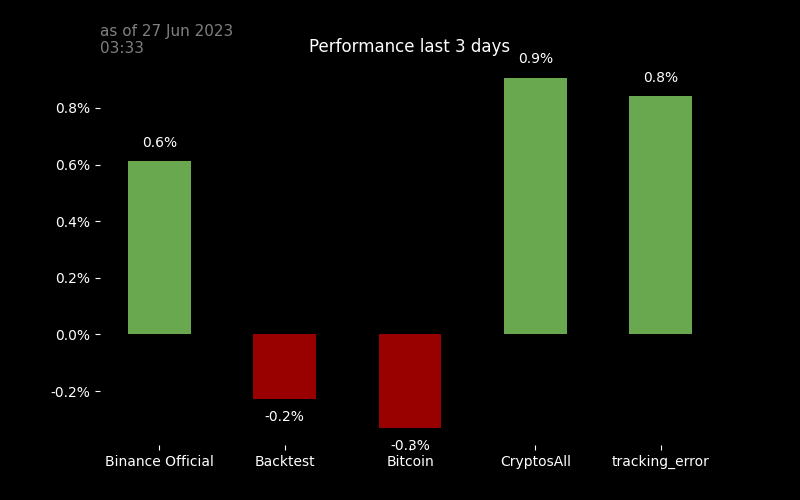 as of 27 Jun 2023
03:33
Performance last 3 days
0.9%
0.8%
0.6%
-0.2%
-0.3%
0.8%
0.6%
0.4%
0.2%
0.0%
-0.2%
Binance Official
Backtest
Bitcoin
CryptosAll
tracking_error